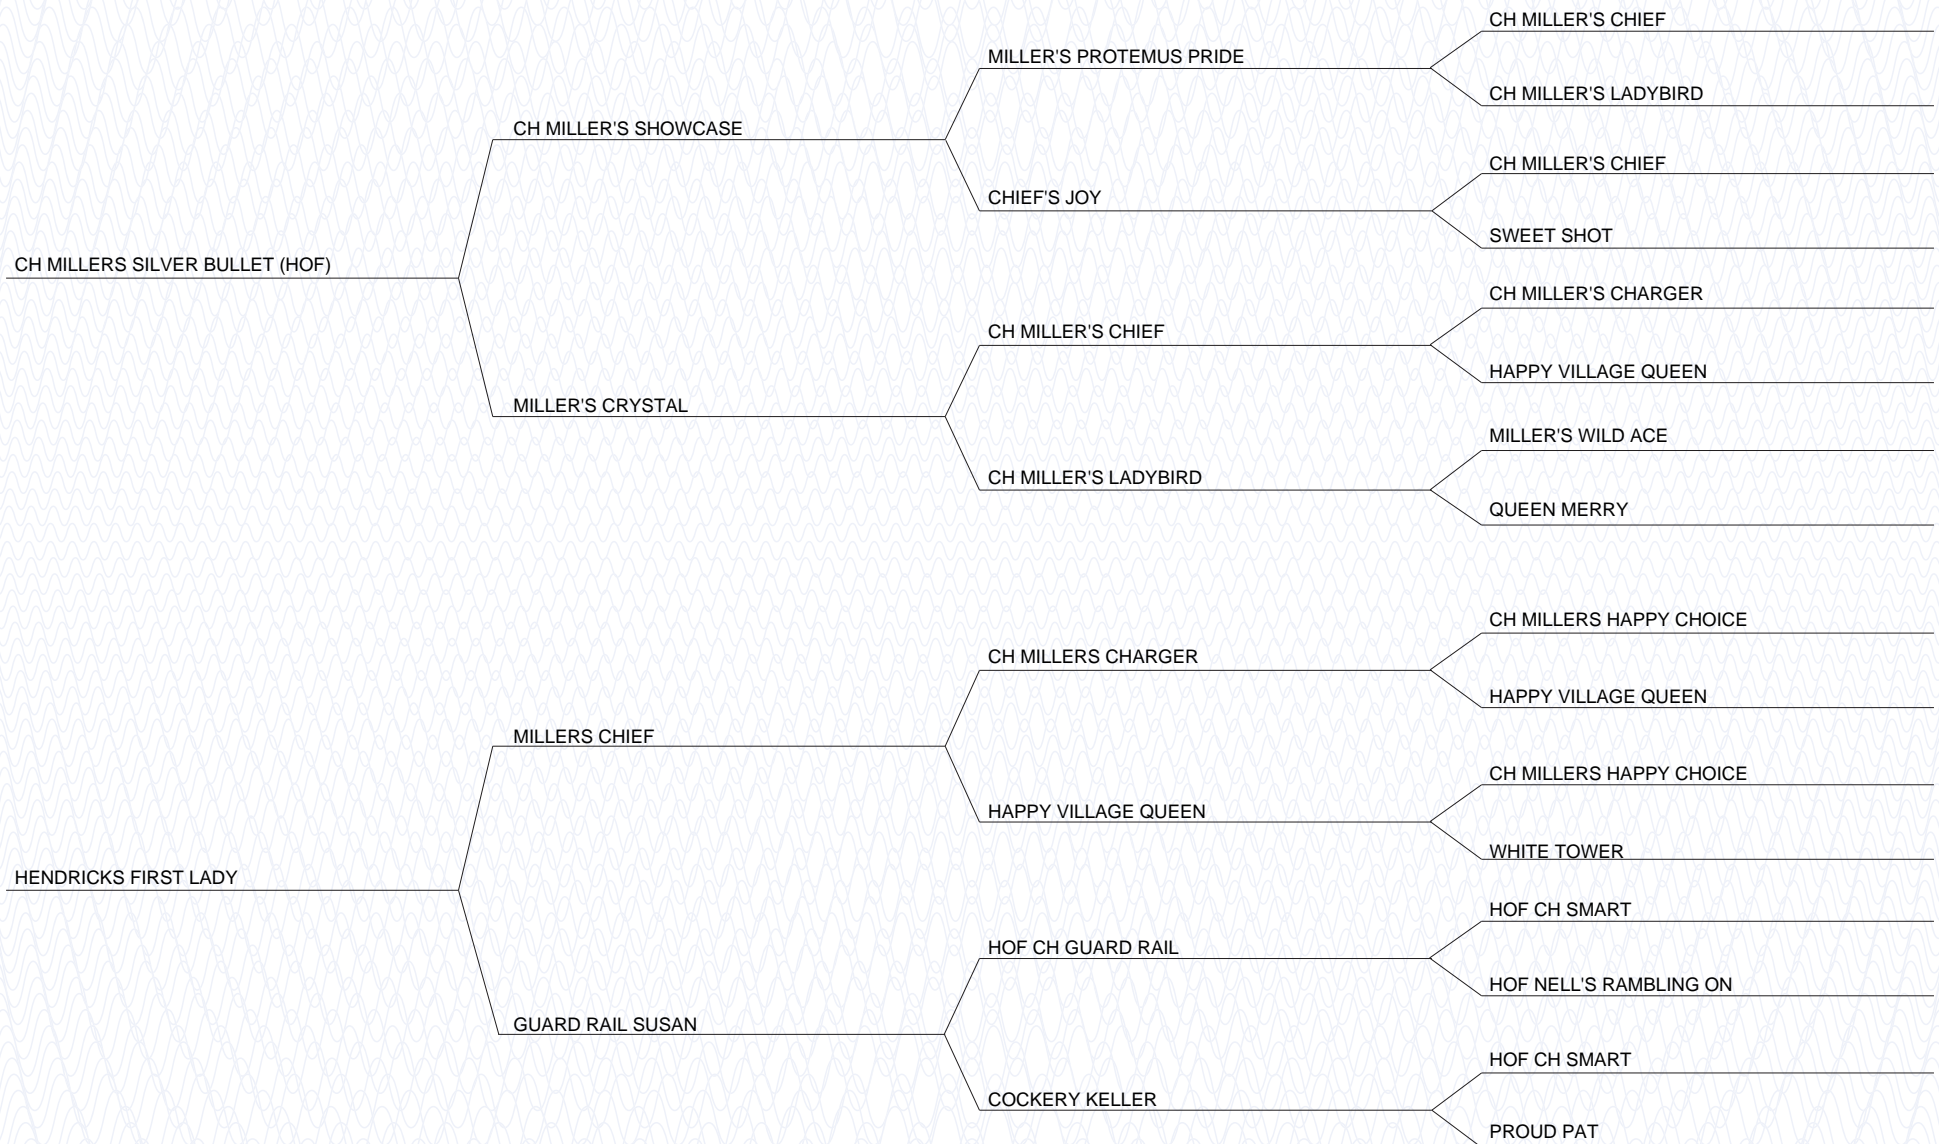 CH MILLER'S CHIEF
MILLER'S PROTEMUS PRIDE
CH MILLER'S LADYBIRD
CH MILLER'S SHOWCASE
CH MILLER'S CHIEF
CHIEF'S JOY
SWEET SHOT
CH MILLERS SILVER BULLET (HOF)
CH MILLER'S CHARGER
CH MILLER'S CHIEF
HAPPY VILLAGE QUEEN
MILLER'S CRYSTAL
MILLER'S WILD ACE
CH MILLER'S LADYBIRD
QUEEN MERRY
CH MILLERS HAPPY CHOICE
CH MILLERS CHARGER
HAPPY VILLAGE QUEEN
MILLERS CHIEF
CH MILLERS HAPPY CHOICE
HAPPY VILLAGE QUEEN
WHITE TOWER
HENDRICKS FIRST LADY
HOF CH SMART
HOF CH GUARD RAIL
HOF NELL'S RAMBLING ON
GUARD RAIL SUSAN
HOF CH SMART
COCKERY KELLER
PROUD PAT